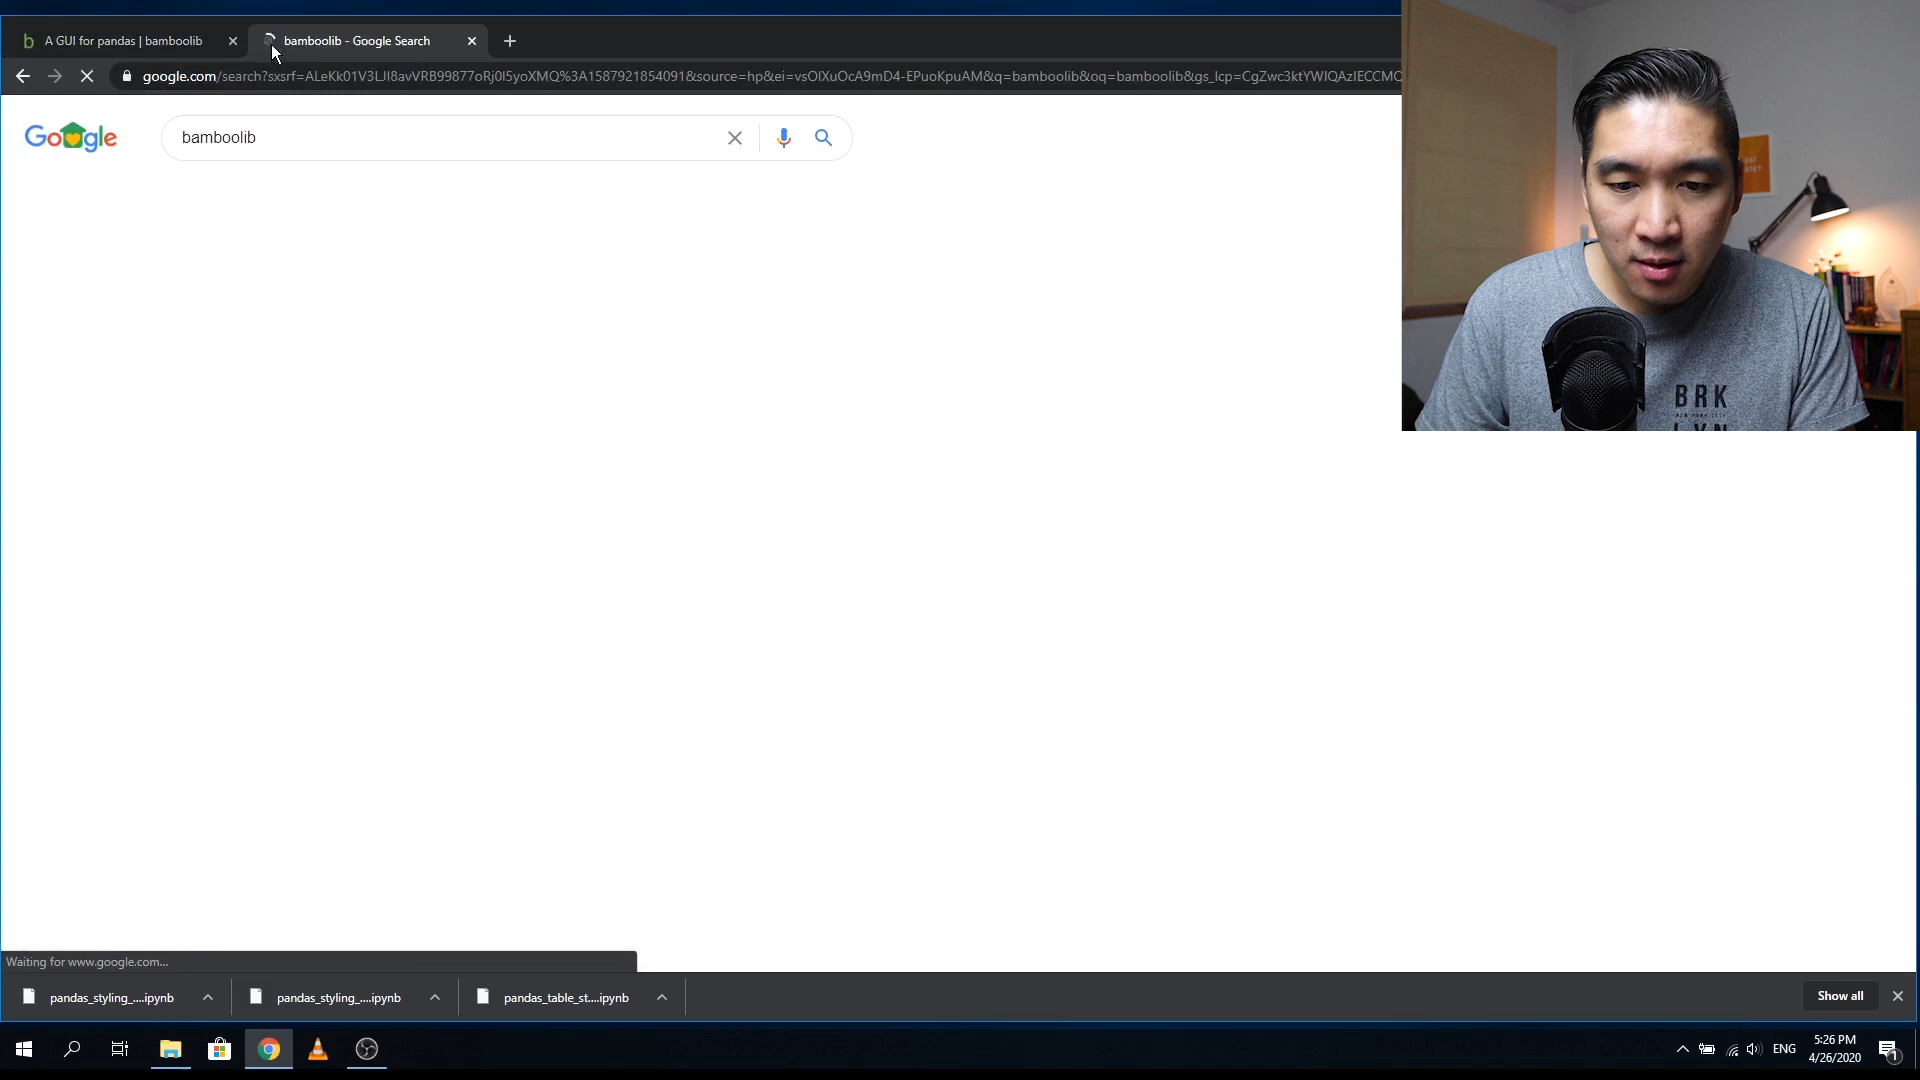 A GUI for pandas | bamboolib
bamboolib - Google Search
google.com/search?sxsrf=ALeKk01V3LJl8avVRB99877oRj0I5yoXMQ%3A1587921854091&source=hp&ei=vsOlXuOcA9mD4-EPuoKpuAM&q=bamboolib&oq=bamboolib&gs_lcp=CgZwc3ktYWIQAzIECCMQ
Google
bamboolib
BRK
Waiting for www.google.com...
pandas_styling_....ipynb
pandas_styling_....ipynb
pandas_table_st....ipynb
Show all
ENG
5:26 PM
4/26/2020
1